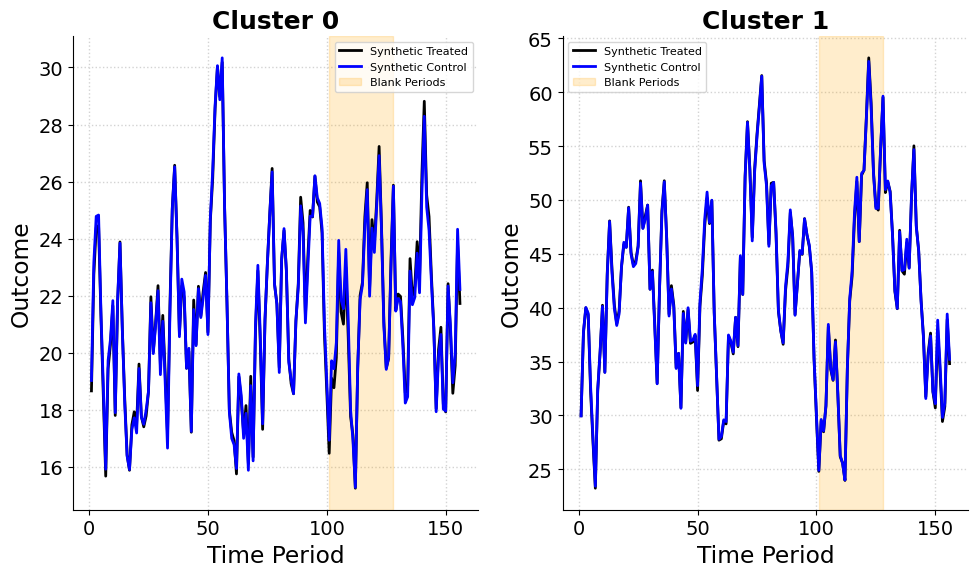 Cluster 0
Outcome
30
28
26
24
22
20
18
16
0
50
100
150
Time Period
Synthetic Treated
Synthetic Control
Blank Periods
Cluster 1
Outcome
65
60
55
50
45
40
35
30
25
0
50
100
150
Time Period
Synthetic Treated
Synthetic Control
Blank Periods